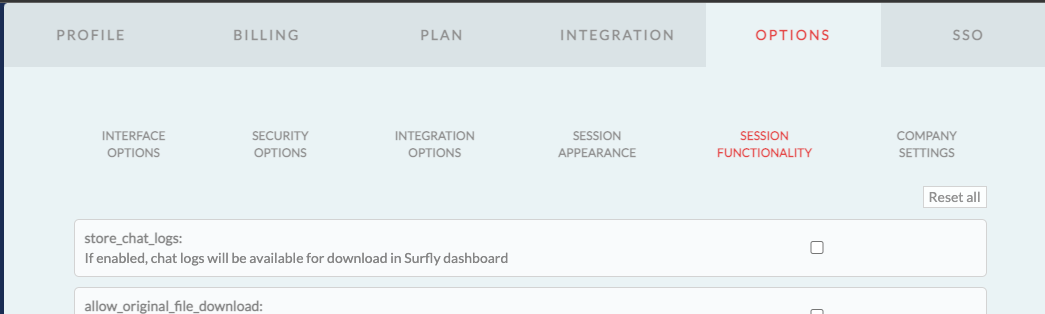 PROFILE BILLING PLAN INTEGRATION OPTIONS SSO
INTERFACE OPTIONS
SECURITY OPTIONS
INTEGRATION OPTIONS
SESSION APPEARANCE
SESSION FUNCTIONALITY
COMPANY SETTINGS
Reset all
store_chat_logs:
If enabled, chat logs will be available for download in Surfly dashboard
allow_original_file_download: